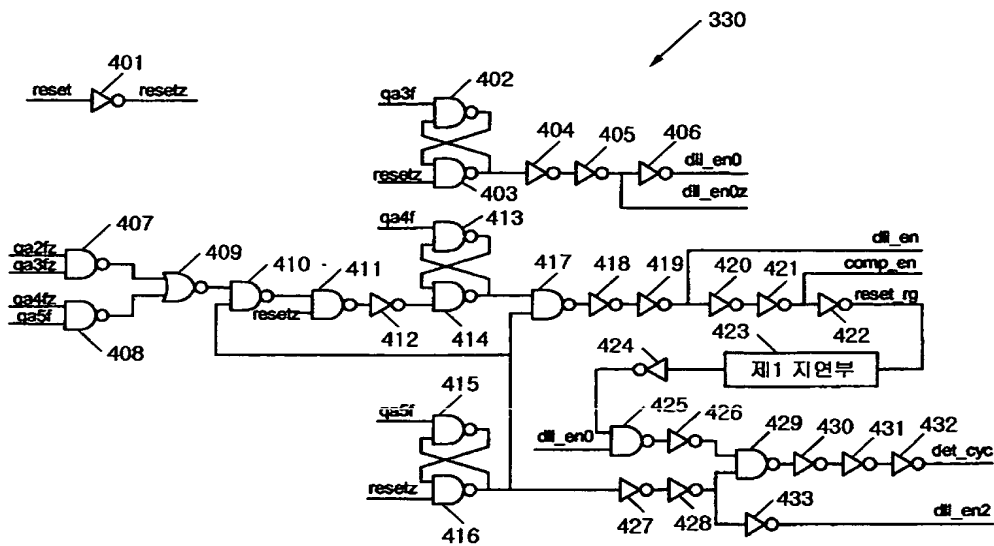 330
401
reset
resetz
qa3f
402
resetz
403
404
405
406
dll_en0
dll_en0z
407
qa2fz
qa3fz
qa4fz
qa5f
408
409
410
411
resetz
412
qa4f
413
414
417
418
419
420
421
dll_en
comp_en
reset_rg
422
423
제1 지연부
424
qa5f
415
resetz
416
dll_en0
425
426
427
428
429
430
431
432
det_cyc
433
dll_en2